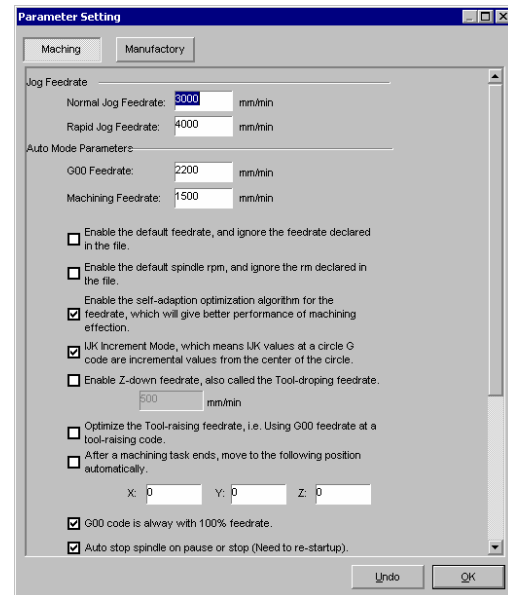 Parameter Setting
Maching
Manufactory
Jog Feedrate
Normal Jog Feedrate: 3000 mm/min
Rapid Jog Feedrate: 4000 mm/min
Auto Mode Parameters
G00 Feedrate: 2200 mm/min
Machining Feedrate: 1500 mm/min
Enable the default feedrate, and ignore the feedrate declared
in the file.
Enable the default spindle rpm, and ignore the rm declared in
the file.
Enable the self-adaption optimization algorithm for the
feedrate, which will give better performance of machining
effection.
IJK Increment Mode, which means IJK values at a circle G
code are incremental values from the center of the circle.
Enable Z-down feedrate, also called the Tool-droping feedrate.
500 mm/min
Optimize the Tool-raising feedrate, i.e. Using G00 feedrate at a
tool-raising code.
After a machining task ends, move to the following position
automatically.
X: 0 Y: 0 Z: 0
G00 code is alway with 100% feedrate.
Auto stop spindle on pause or stop (Need to re-startup).
Undo
OK